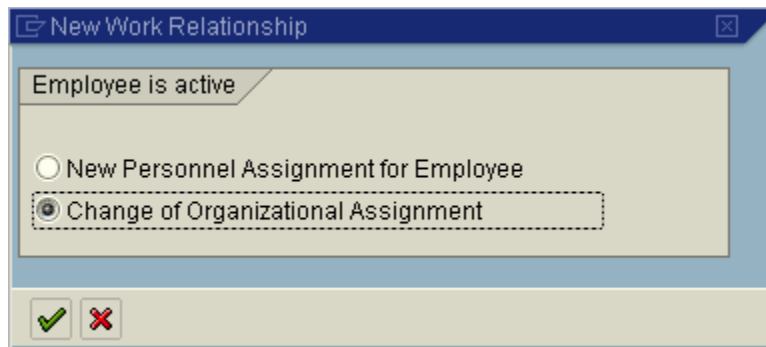 New Work Relationship
Employee is active
New Personnel Assignment for Employee
Change of Organizational Assignment